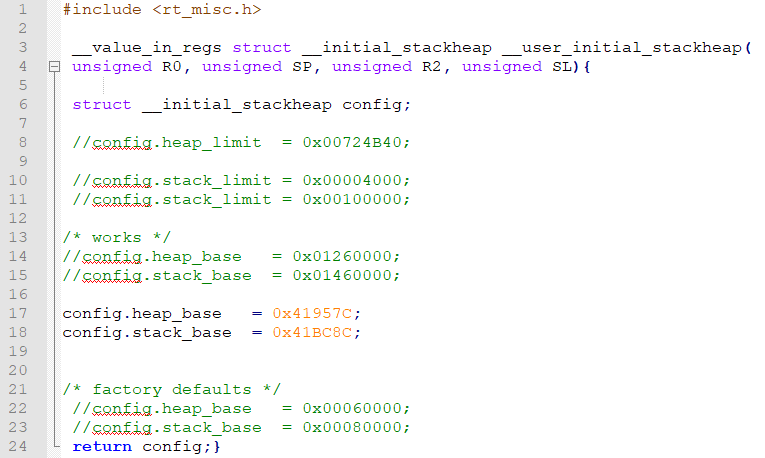 1 #include <rt_misc.h>
2
3 __value_in_regs struct __initial_stackheap __user_initial_stackheap(
4 unsigned R0, unsigned SP, unsigned R2, unsigned SL){
5
6 struct __initial_stackheap config;
7
8 //config.heap_limit = 0x00724B40;
9
10 //config.stack_limit = 0x00004000;
11 //config.stack_limit = 0x00100000;
12
13 /* works */
14 //config.heap_base = 0x01260000;
15 //config.stack_base = 0x01460000;
16
17 config.heap_base = 0x41957C;
18 config.stack_base = 0x41BC8C;
19
20
21 /* factory defaults */
22 //config.heap_base = 0x00060000;
23 //config.stack_base = 0x00080000;
24 return config;}